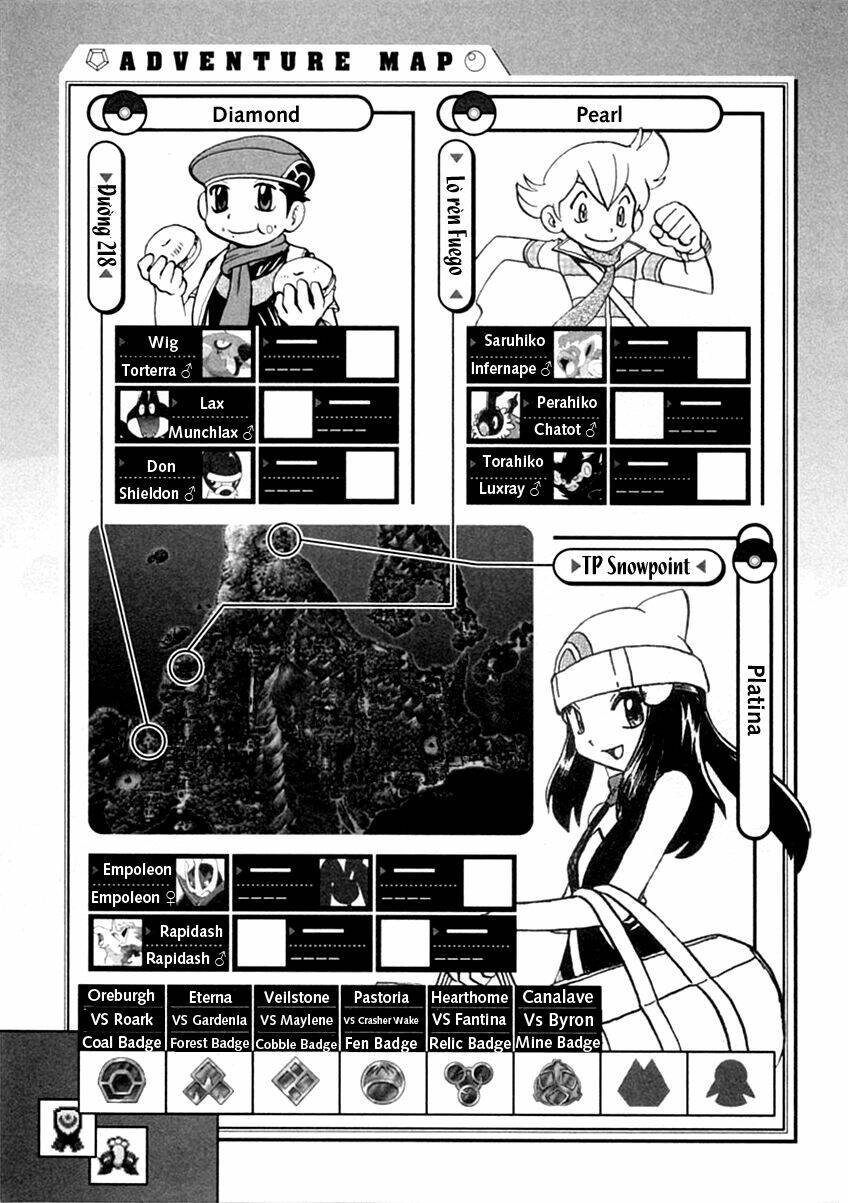 ADVENTURE MAP
Diamond
Đường 218
Wig
Torterra ♂
Lax
Munchlax ♂
Don
Shieldon ♂
Pearl
Lò rèn Fuego
Saruhiko
Infernape ♂
Perahiko
Chatot ♂
Torahiko
Luxray ♂
TP Snowpoint
Platina
Empoleon
Empoleon ♀
Rapidash
Rapidash ♂
Oreburgh
VS Roark
Coal Badge
Eterna
VS Gardenia
Forest Badge
Veilstone
VS Maylene
Cobble Badge
Pastoria
VS Crasher Wake
Fen Badge
Hearthome
VS Fantina
Relic Badge
Canalave
Vs Byron
Mine Badge